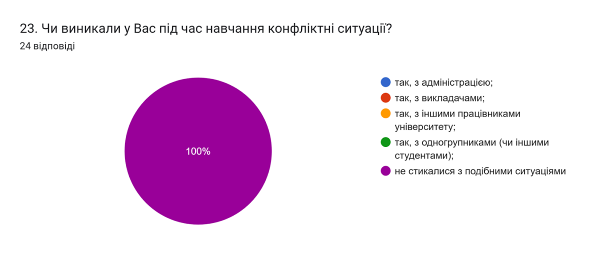 23. Чи виникали у Вас під час навчання конфліктні ситуації?
24 відповіді
100%
так, з адміністрацією;
так, з викладачами;
так, з іншими працівниками
університету;
так, з одногрупниками (чи іншими
студентами);
не стикалися з подібними ситуаціями